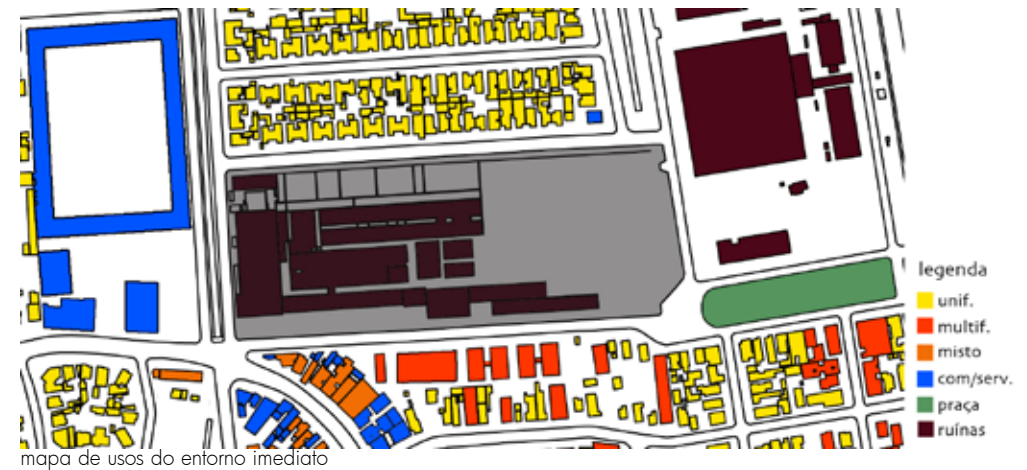 legenda
unif.
multif.
misto
com/serv.
praça
ruínas
mapa de usos do entorno imediato